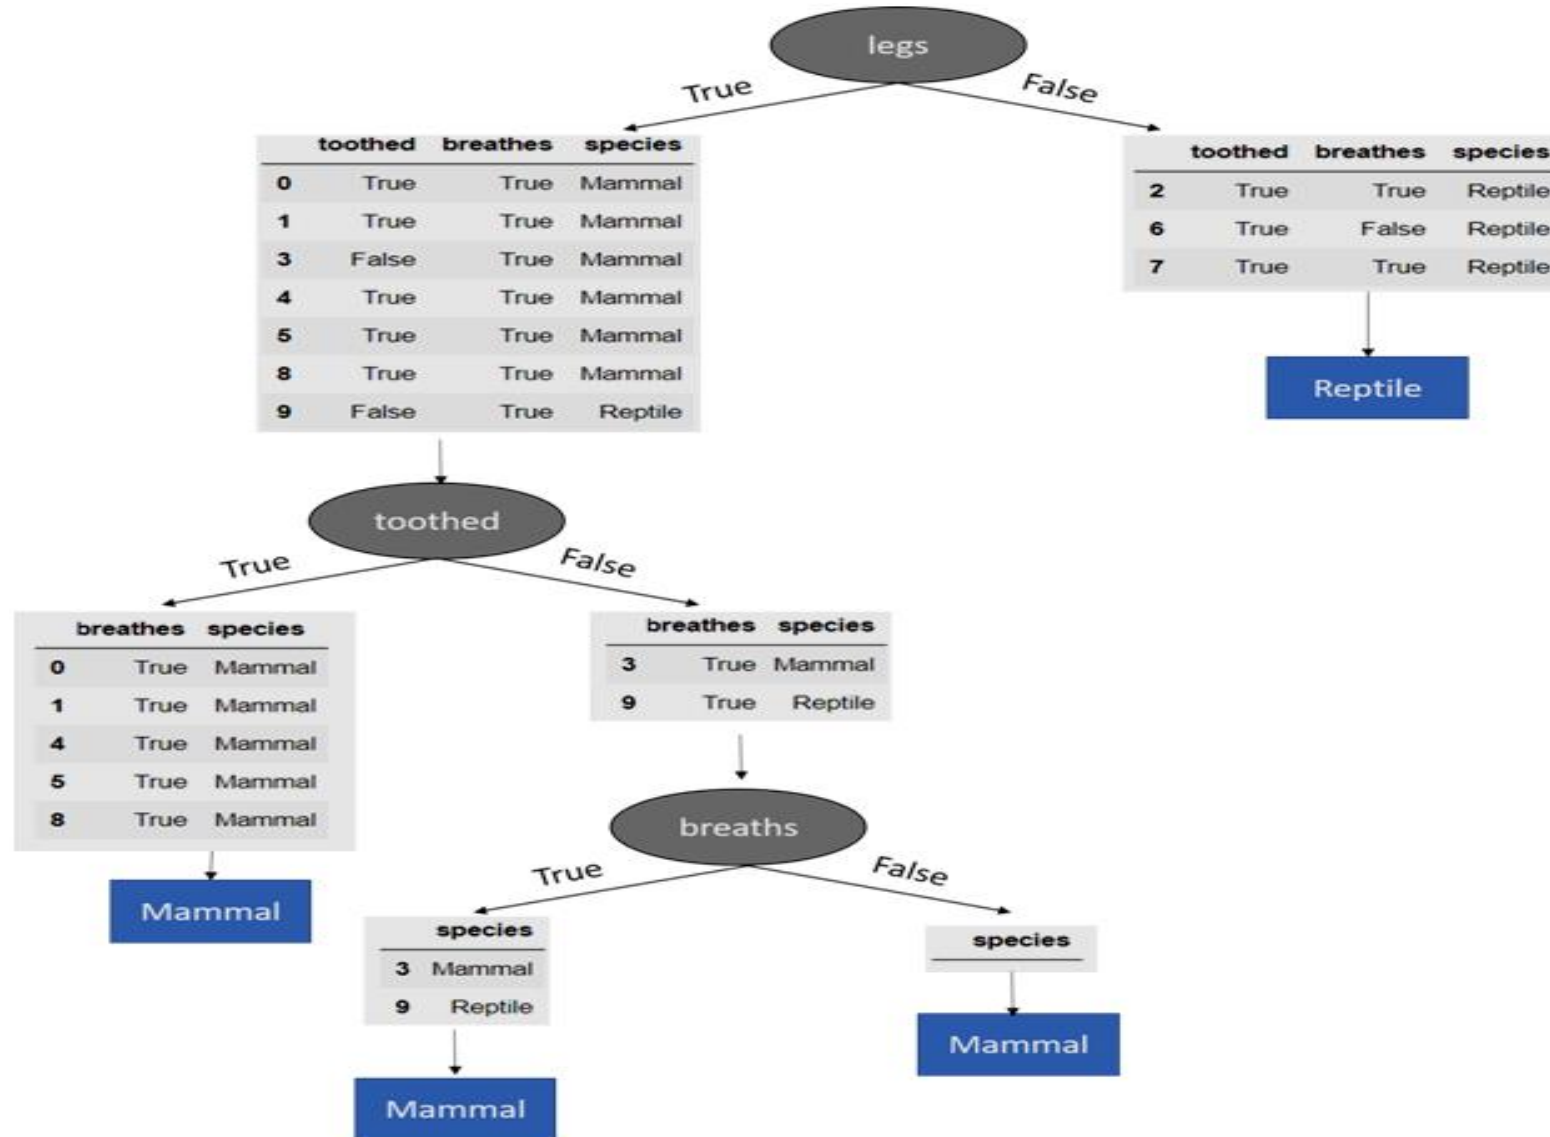 legs
True
False
toothed breathes species
0 True True Mammal
1 True True Mammal
3 False True Mammal
4 True True Mammal
5 True True Mammal
8 True True Mammal
9 False True Reptile
toothed breathes species
2 True True Reptile
6 True False Reptile
7 True True Reptile
Reptile
toothed
True
False
breathes species
0 True Mammal
1 True Mammal
4 True Mammal
5 True Mammal
8 True Mammal
Mammal
breathes species
3 True Mammal
9 True Reptile
breaths
True
False
species
3 Mammal
9 Reptile
Mammal
species
Mammal